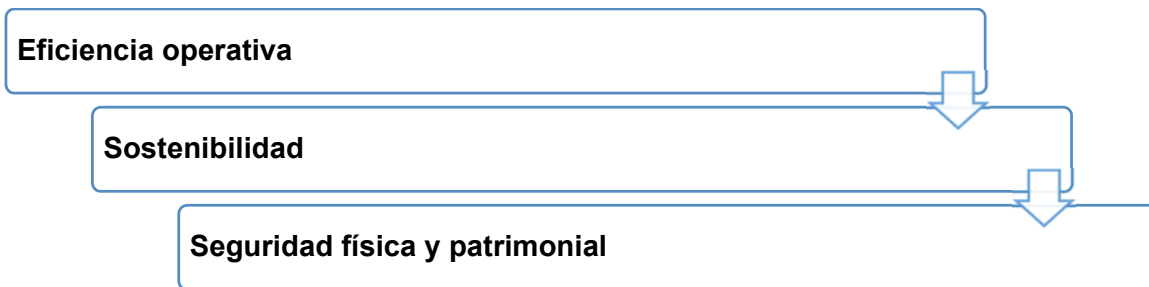 Eficiencia operativa
Sostenibilidad
Seguridad física y patrimonial